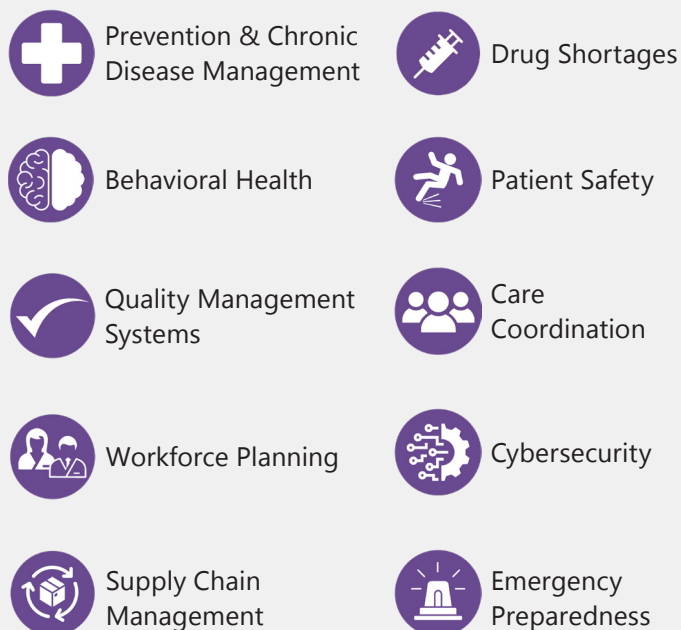 Prevention & Chronic
Disease Management
Drug Shortages
Behavioral Health
Patient Safety
Quality Management
Systems
Care
Coordination
Workforce Planning
Cybersecurity
Supply Chain
Management
Emergency
Preparedness